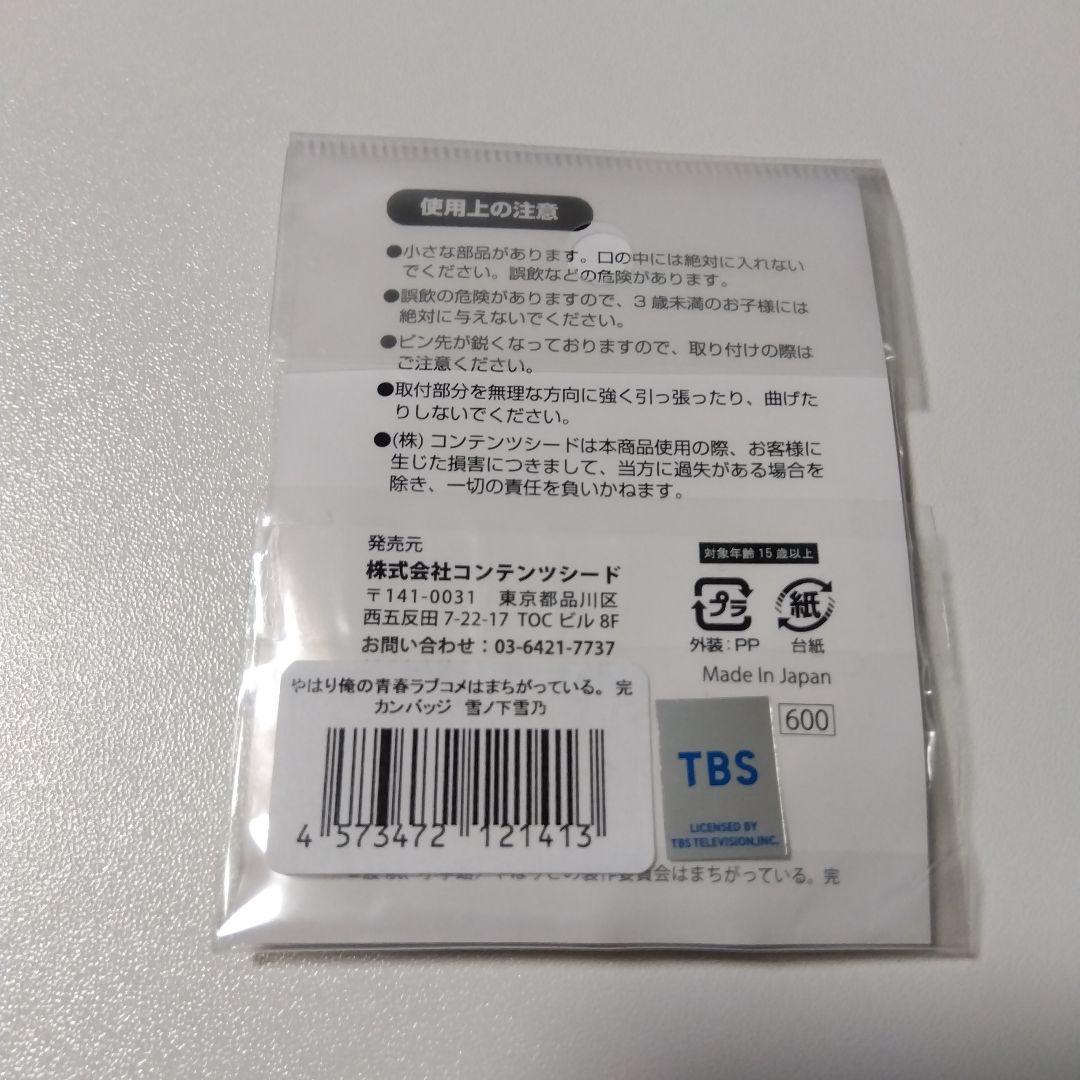 使用上の注意
●小さな部品があります。口の中には絶対に入れない
でください。誤飲などの危険があります。
●誤飲の危険がありますので、3歳未満のお子様には
絶対に与えないでください。
●ピン先が鋭くなっておりますので、取り付けの際は
ご注意ください。
●取付部分を無理な方向に強く引っ張ったり、曲げた
りしないでください。
●(株)コンテンツシードは本商品使用の際、お客様に
生じた損害につきまして、当方に過失がある場合を
除き、一切の責任を負いかねます。
発売元
株式会社コンテンツシード
〒141-0031 東京都品川区
西五反田 7-22-17 TOC ビル 8F
お問い合わせ:03-6421-7737
対象年齢 15 歳以上
プラ
紙
外装:PP
台紙
Made In Japan
600
やはり俺の青春ラブコメはまちがっている。完
カンバッジ 雪ノ下雪乃
4 573472 121413
TBS
LICENSED BY
TBS TELEVISION,INC.
製作委員会はまちがっている。完